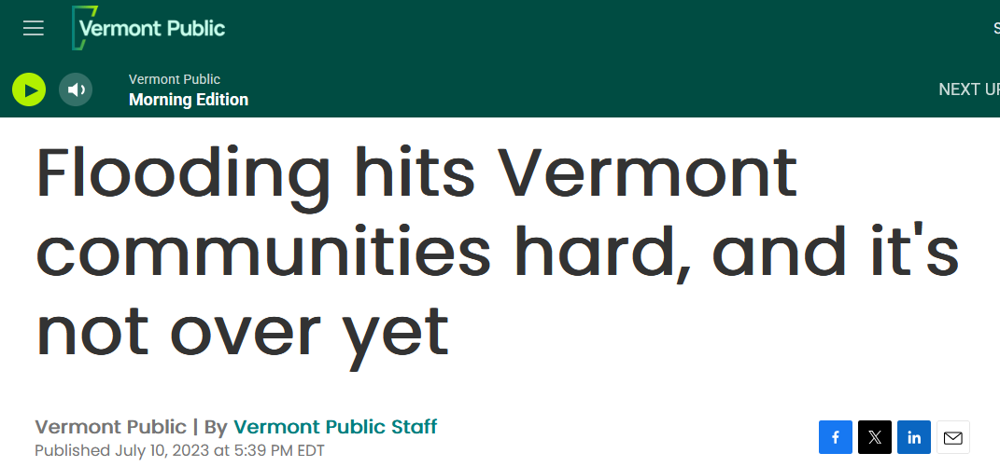 Vermont Public
Vermont Public
Morning Edition
NEXT UP
Flooding hits Vermont
communities hard, and it's
not over yet
Vermont Public | By Vermont Public Staff
Published July 10, 2023 at 5:39 PM EDT
f
X
in